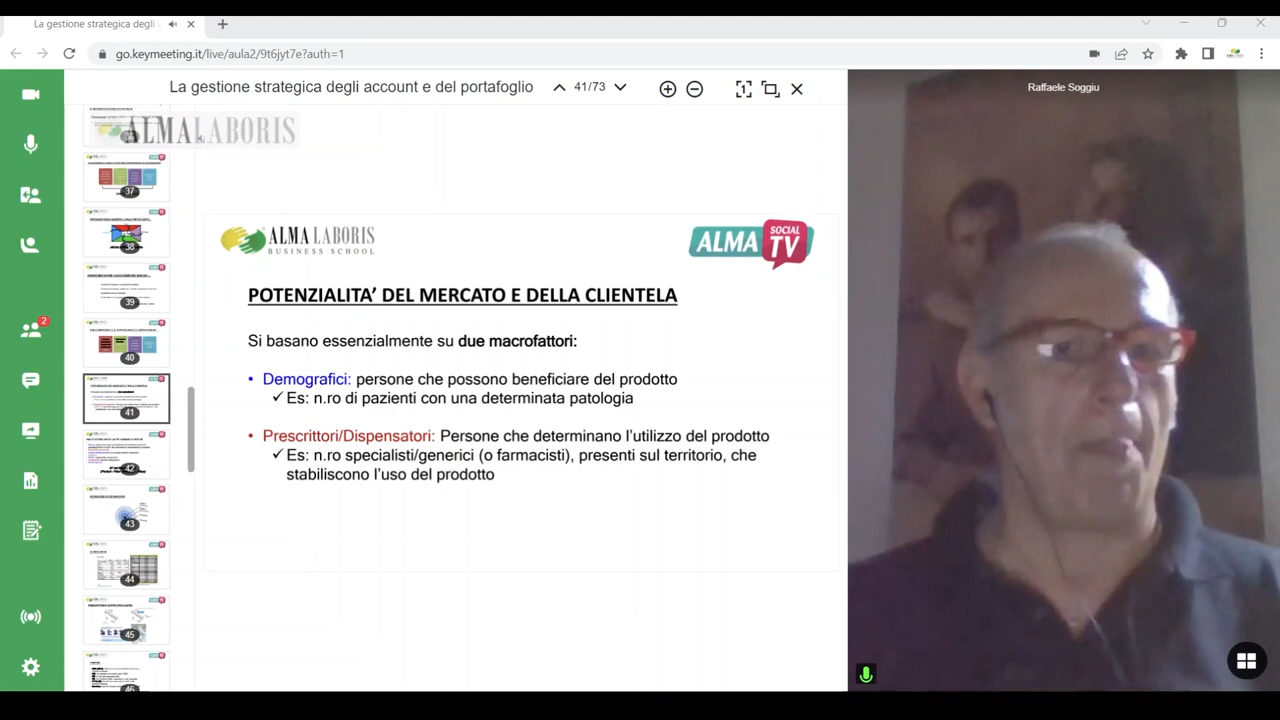 La gestione strategica degli
go.keymeeting.it/live/aula2/9t6jyt7e?auth=1
La gestione strategica degli account e del portafoglio
41/73
Raffaele Soggiu
ALMALABORIS
37
38
39
40
41
42
43
44
45
46
2
ALMA LABORIS
BUSINESS SCHOOL
ALMA SOCIAL TV
POTENZIALITA’ DEL MERCATO E DELLA CLIENTELA
Si basano essenzialmente su due macrofattori:
• Demografici: persone che possono beneficiare del prodotto
✓ Es: n.ro di pazienti con una determinata patologia
• Prescrittori/Dispensatori: Persone che determinano l’utilizzo del prodotto
✓ Es: n.ro specialisti/generici (o farmacisti), presenti sul territorio, che
stabiliscono l’uso del prodotto